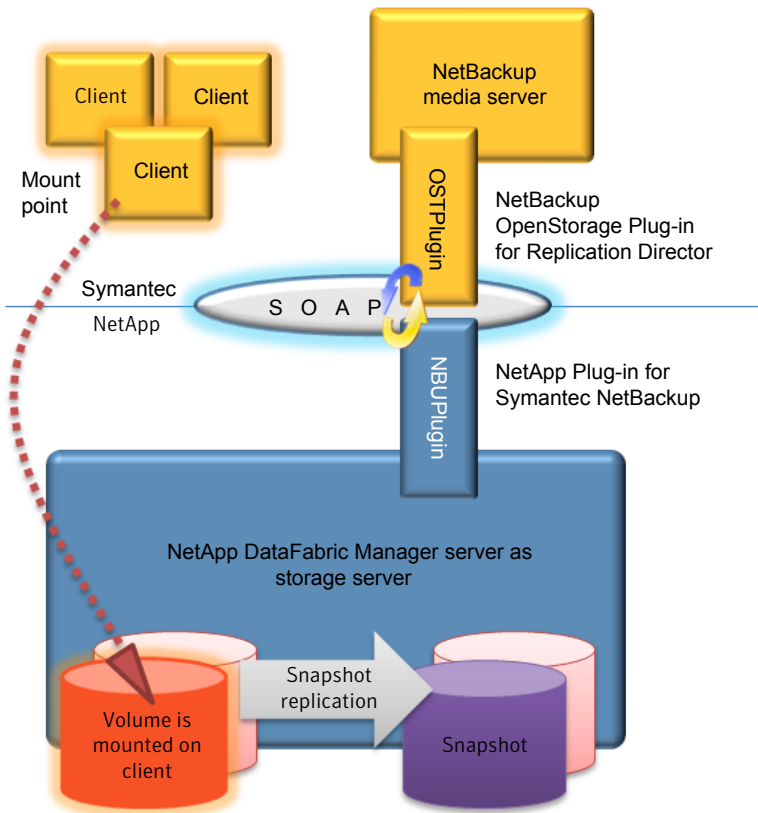 Client
Client
Client
Mount
point
NetBackup
media server
OSTPlugin
NetBackup
OpenStorage Plug-in
for Replication Director
Symantec
NetApp
S O A P
NBUPlugin
NetApp Plug-in for
Symantec NetBackup
NetApp DataFabric Manager server as
storage server
Snapshot
replication
Volume is
mounted on
client
Snapshot